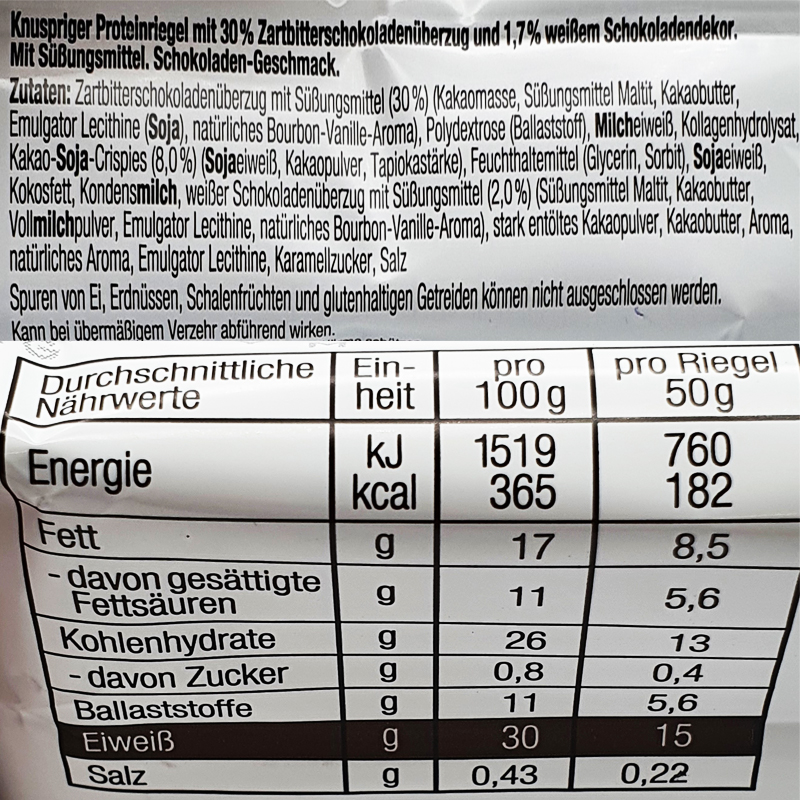 Knuspriger Proteinriegel mit 30% Zartbitterschokoladenüberzug und 1,7% weißem Schokoladendekor.
Mit Süßungsmittel. Schokoladen-Geschmack.
Zutaten: Zartbitterschokoladenüberzug mit Süßungsmittel (30%) (Kakaomasse, Süßungsmittel Maltit, Kakaobutter,
Emulgator Lecithine (Soja), natürliches Bourbon-Vanille-Aroma), Polydextrose (Ballaststoff), Milcheiweiß, Kollagenhydrolysat,
Kakao-Soja-Crispies (8,0%) (Sojaeiweiß, Kakaopulver, Tapiokastärke), Feuchthaltemittel (Glycerin, Sorbit), Sojaeiweiß,
Kokosfett, Kondensmilch, weißer Schokoladenüberzug mit Süßungsmittel (2,0%) (Süßungsmittel Maltit, Kakaobutter,
Vollmilchpulver, Emulgator Lecithine, natürliches Bourbon-Vanille-Aroma), stark entöltes Kakaopulver, Kakaobutter, Aroma,
natürliches Aroma, Emulgator Lecithine, Karamellzucker, Salz
Spuren von Ei, Erdnüssen, Schalenfrüchten und glutenhaltigen Getreiden können nicht ausgeschlossen werden.
Kann bei übermäßigem Verzehr abführend wirken.
Durchschnittliche Nährwerte Ein-heit pro 100g pro Riegel 50g
Energie kJ 1519 760
kcal 365 182
Fett g 17 8,5
- davon gesättigte Fettsäuren g 11 5,6
Kohlenhydrate g 26 13
- davon Zucker g 0,8 0,4
Ballaststoffe g 11 5,6
Eiweiß g 30 15
Salz g 0,43 0,22